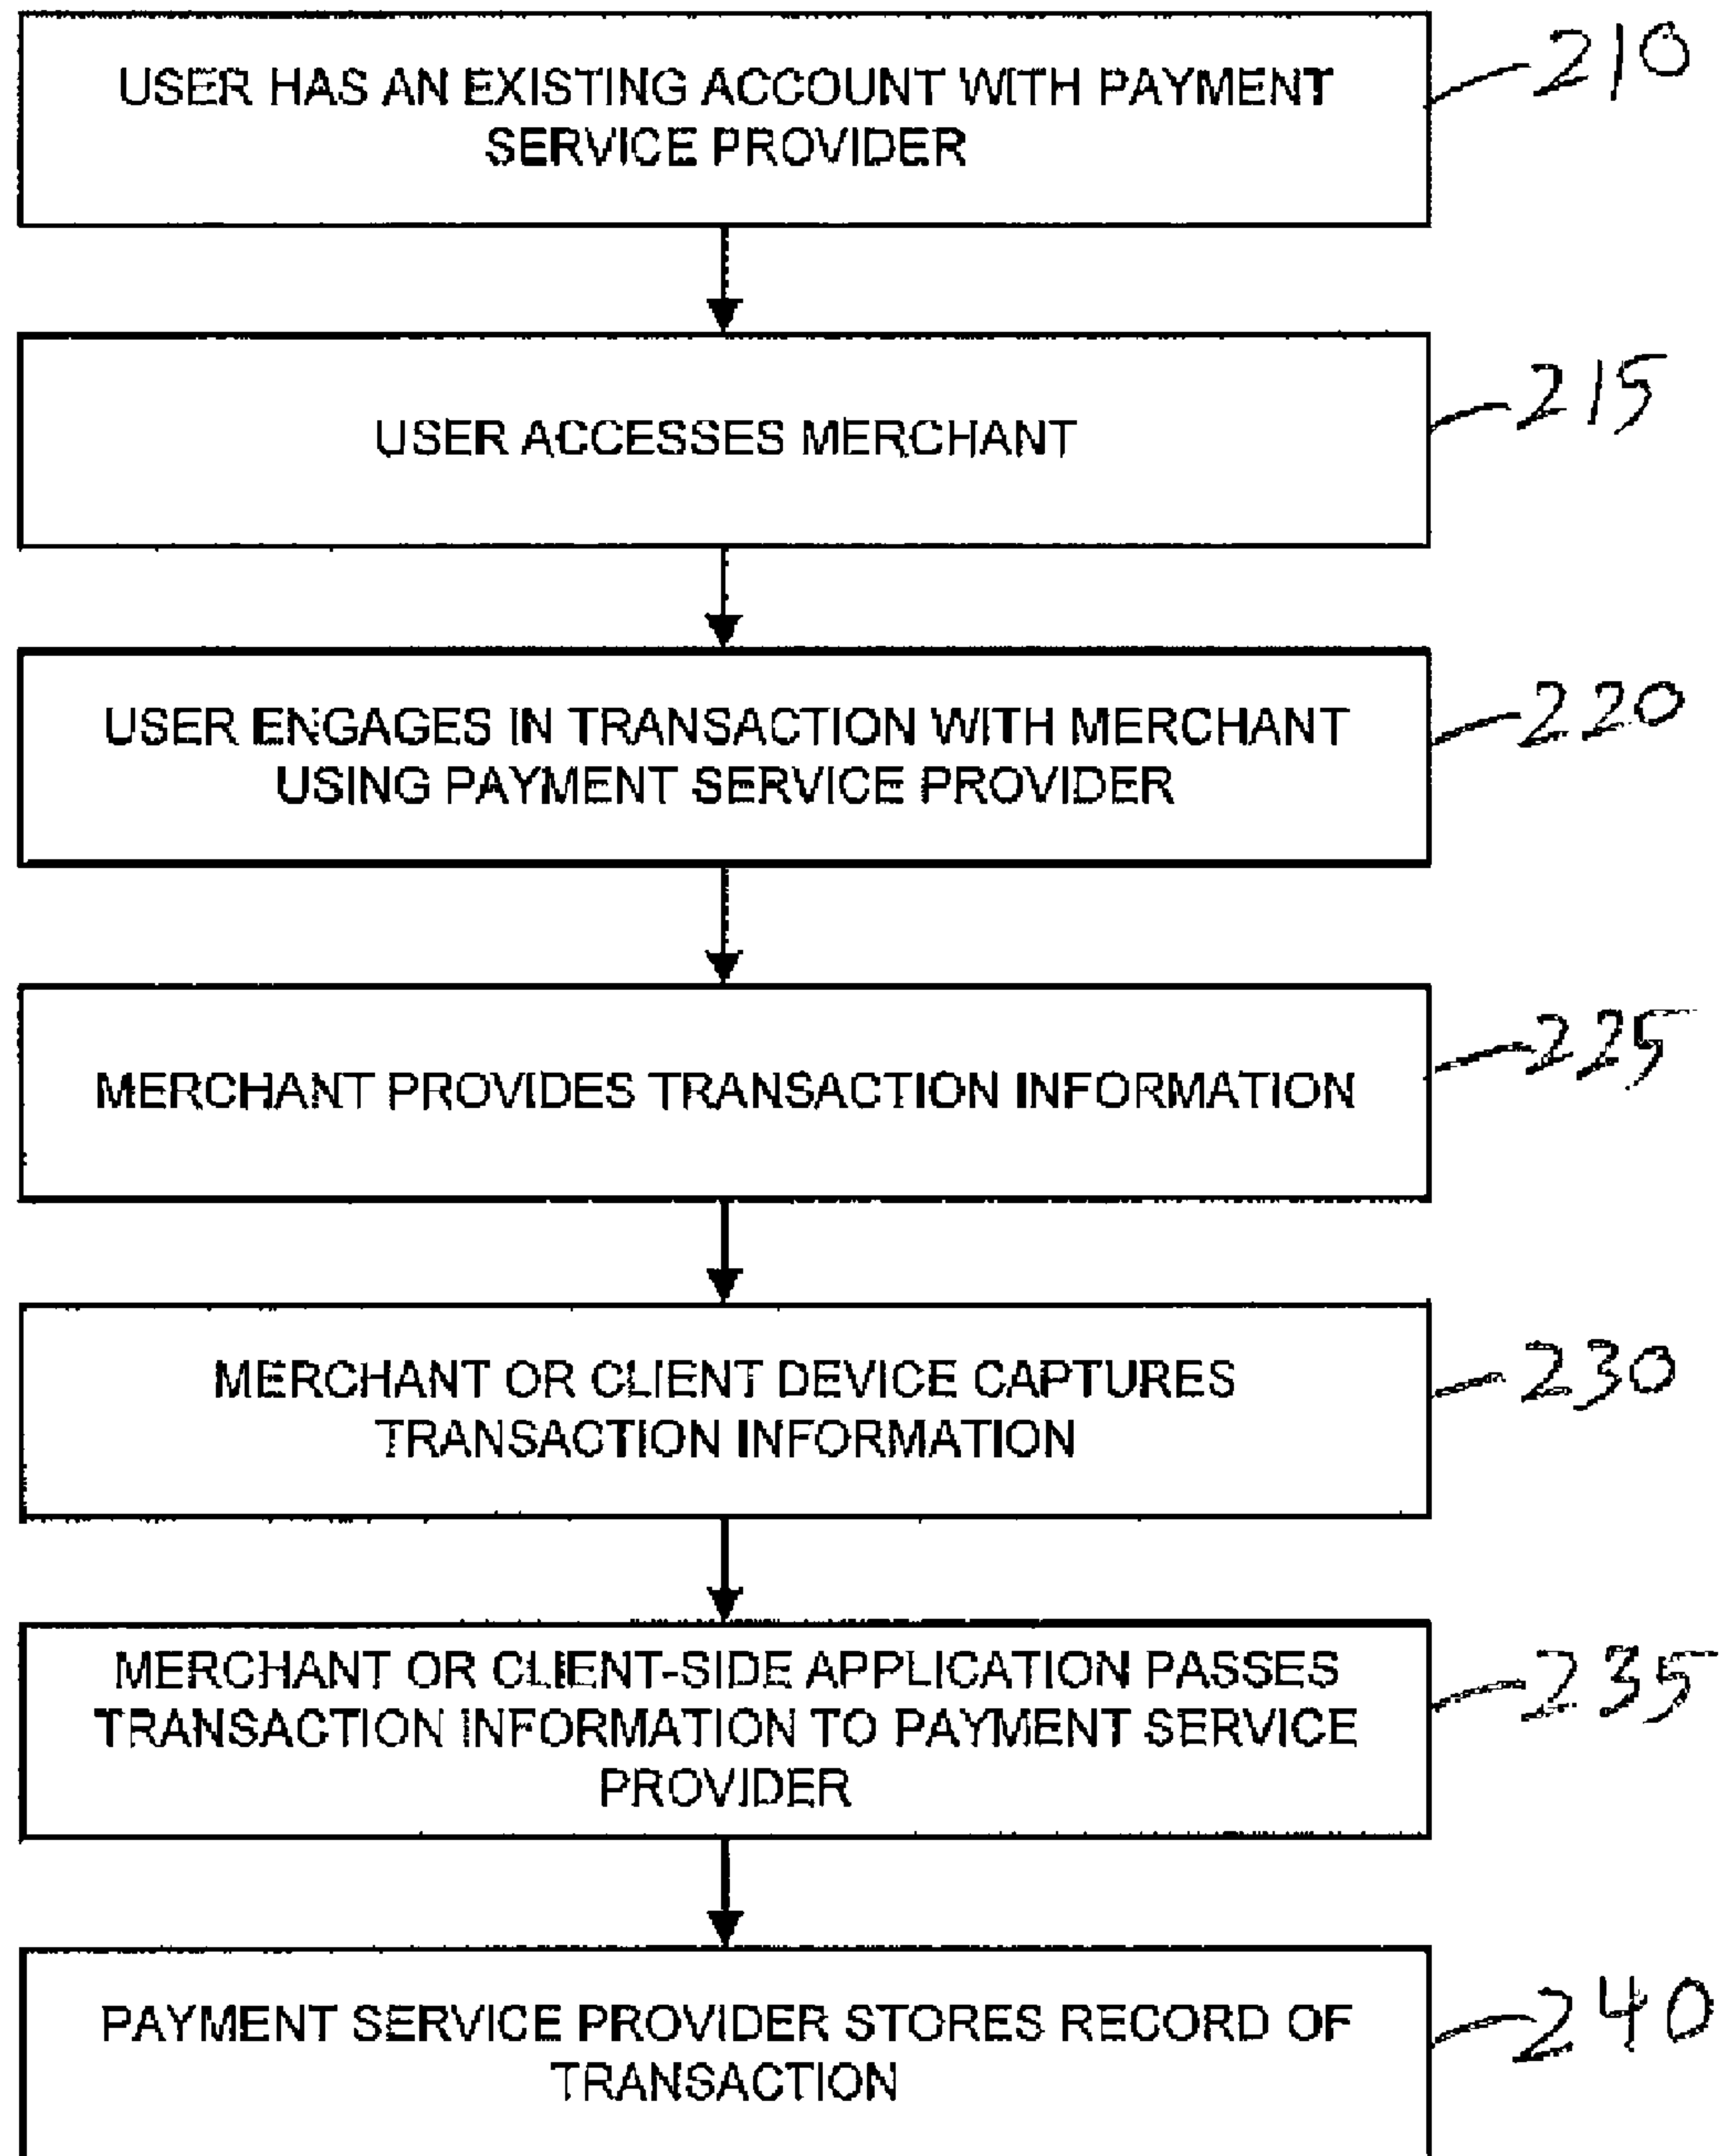 USER HAS AN EXISTING ACCOUNT WITH PAYMENT
SERVICE PROVIDER
210
USER ACCESSES MERCHANT
215
USER ENGAGES IN TRANSACTION WITH MERCHANT
USING PAYMENT SERVICE PROVIDER
220
MERCHANT PROVIDES TRANSACTION INFORMATION
225
MERCHANT OR CLIENT DEVICE CAPTURES
TRANSACTION INFORMATION
230
MERCHANT OR CLIENT-SIDE APPLICATION PASSES
TRANSACTION INFORMATION TO PAYMENT SERVICE
PROVIDER
235
PAYMENT SERVICE PROVIDER STORES RECORD OF
TRANSACTION
240